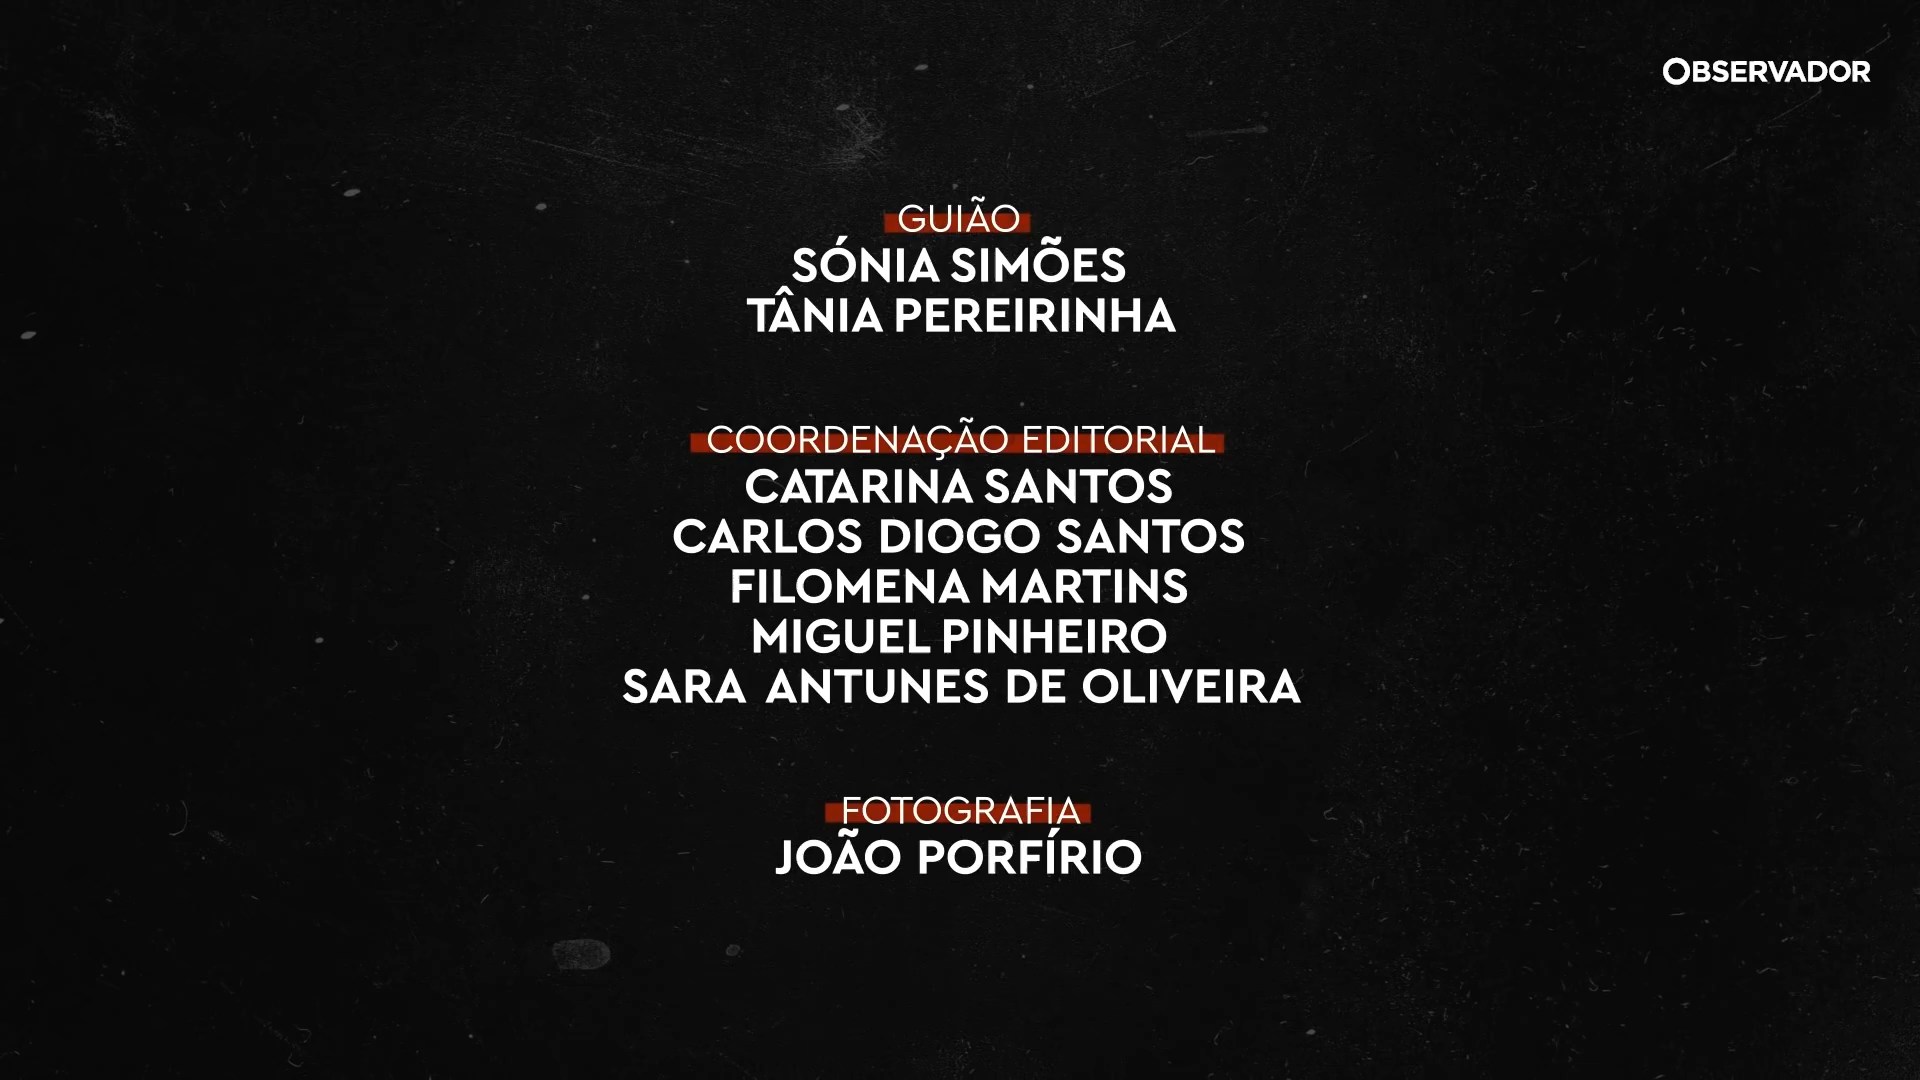 OBSERVADOR
GUIÃO
SÓNIA SIMÕES
TÂNIA PEREIRINHA
COORDENAÇÃO EDITORIAL
CATARINA SANTOS
CARLOS DIOGO SANTOS
FILOMENA MARTINS
MIGUEL PINHEIRO
SARA ANTUNES DE OLIVEIRA
FOTOGRAFIA
JOÃO PORFÍRIO